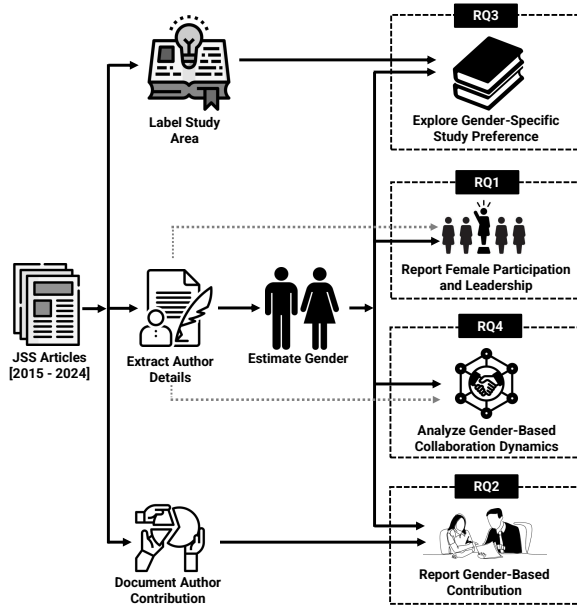 RQ3
Label Study
Area
Explore Gender-Specific
Study Preference
RQ1
Report Female Participation
and Leadership
JSS Articles
[2015 - 2024]
Extract Author
Details
Estimate Gender
RQ4
Analyze Gender-Based
Collaboration Dynamics
RQ2
Document Author
Contribution
Report Gender-Based
Contribution